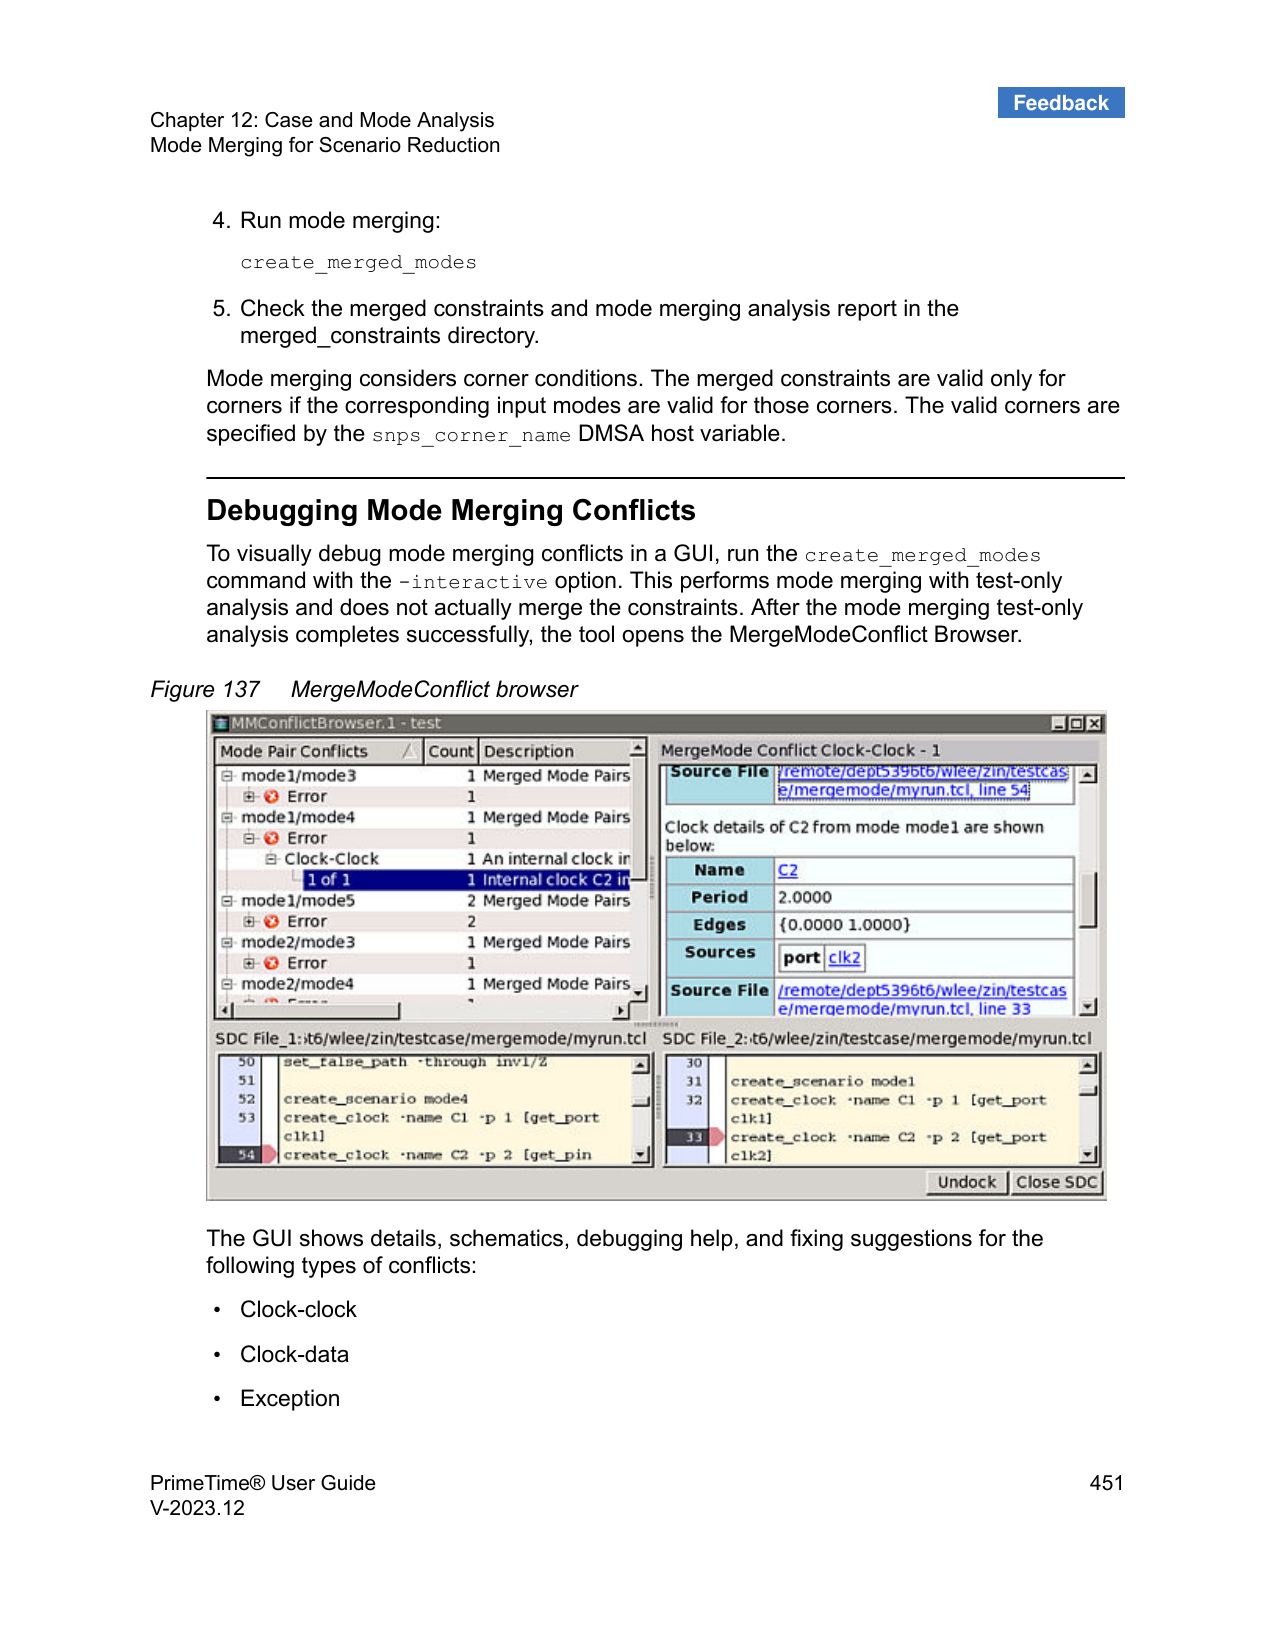 Feedback
Chapter 12: Case and Mode Analysis
Mode Merging for Scenario Reduction
4. Run mode merging:
create_merged_modes
5. Check the merged constraints and mode merging analysis report in the
merged_constraints directory.
Mode merging considers corner conditions. The merged constraints are valid only for
corners if the corresponding input modes are valid for those corners. The valid corners are
specified by the snps_corner_name DMSA host variable.
Debugging Mode Merging Conflicts
To visually debug mode merging conflicts in a GUI, run the create_merged_modes
command with the -interactive option. This performs mode merging with test-only
analysis and does not actually merge the constraints. After the mode merging test-only
analysis completes successfully, the tool opens the MergeModeConflict Browser.
Figure 137 MergeModeConflict browser
MMConflictBrowser.1 - test
Mode Pair Conflicts Count Description
mode1/mode3 1 Merged Mode Pairs
Error 1
mode1/mode4 1 Merged Mode Pairs
Error 1
Clock-Clock 1 An internal clock in
1 of 1 1 Internal clock C2 in
mode1/mode5 2 Merged Mode Pairs
Error 2
mode2/mode3 1 Merged Mode Pairs
Error 1
mode2/mode4 1 Merged Mode Pairs
MergeMode Conflict Clock-Clock - 1
Source File /remote/dept5396t6/wlee/zin/testcas
e/mergemode/myrun.tcl, line 54
Clock details of C2 from mode mode1 are shown
below:
Name C2
Period 2.0000
Edges {0.0000 1.0000}
Sources port clk2
Source File /remote/dept5396t6/wlee/zin/testcas
e/mergemode/myrun.tcl, line 33
SDC File_1:›t6/wlee/zin/testcase/mergemode/myrun.tcl
50 set_false_path -through inv1/Z
51
52 create_scenario mode4
53 create_clock -name C1 -p 1 [get_port
clk1]
54 create_clock -name C2 -p 2 [get_pin
SDC File_2:›t6/wlee/zin/testcase/mergemode/myrun.tcl
30
31 create_scenario mode1
32 create_clock -name C1 -p 1 [get_port
clk1]
33 create_clock -name C2 -p 2 [get_port
clk2]
Undock Close SDC
The GUI shows details, schematics, debugging help, and fixing suggestions for the
following types of conflicts:
• Clock-clock
• Clock-data
• Exception
PrimeTime® User Guide 451
V-2023.12